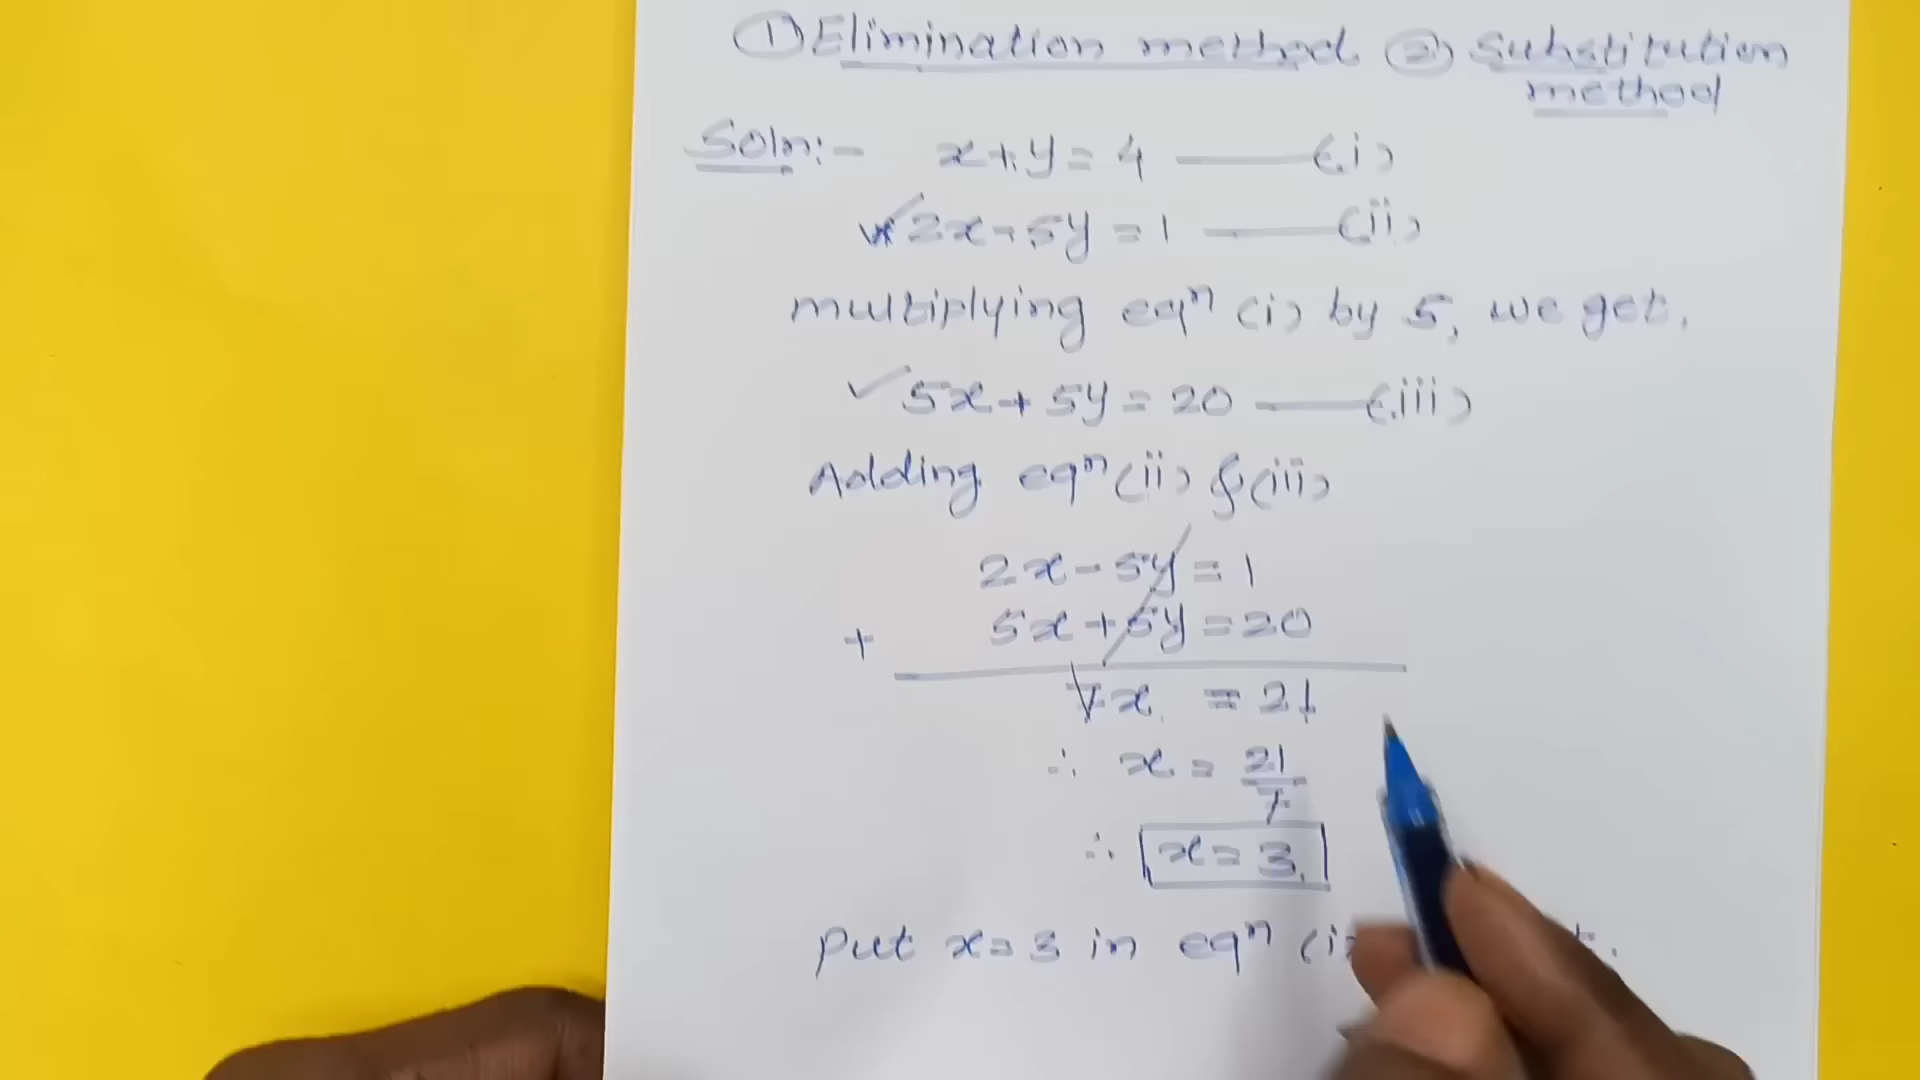 ① Elimination method ② Substitution
method
Soln:- x+y=4 ——(i)
2x-5y=1 ——(ii)
multiplying eqⁿ (i) by 5, we get,
5x+5y=20 ——(iii)
Adding eqⁿ (ii) & (iii)
2x-5y=1
+ 5x+5y=20
7x = 21
∴ x = 21/7
∴ x=3
Put x=3 in eqⁿ